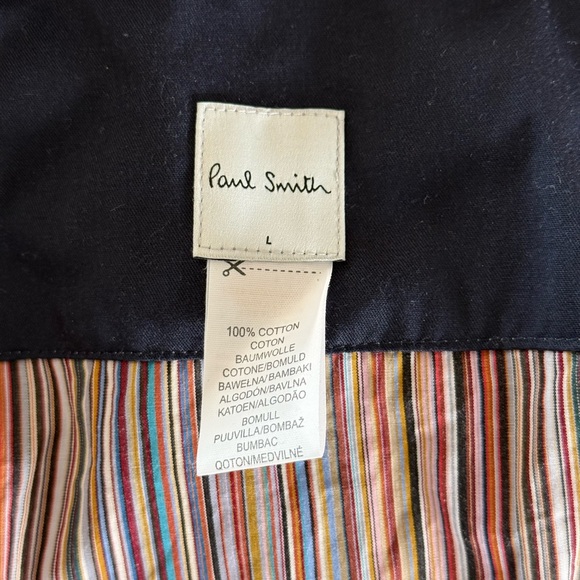 Paul Smith
L
100% COTTON
COTON
BAUMWOLLE
COTONE/BOMULD
BAWEŁNA/BAMBAKI
ALGODÓN/BAVLNA
KATOEN/ALGODÃO
BOMULL
PUUVILLA/BOMBAŽ
BUMBAC
QOTON/MEDVILNĖ